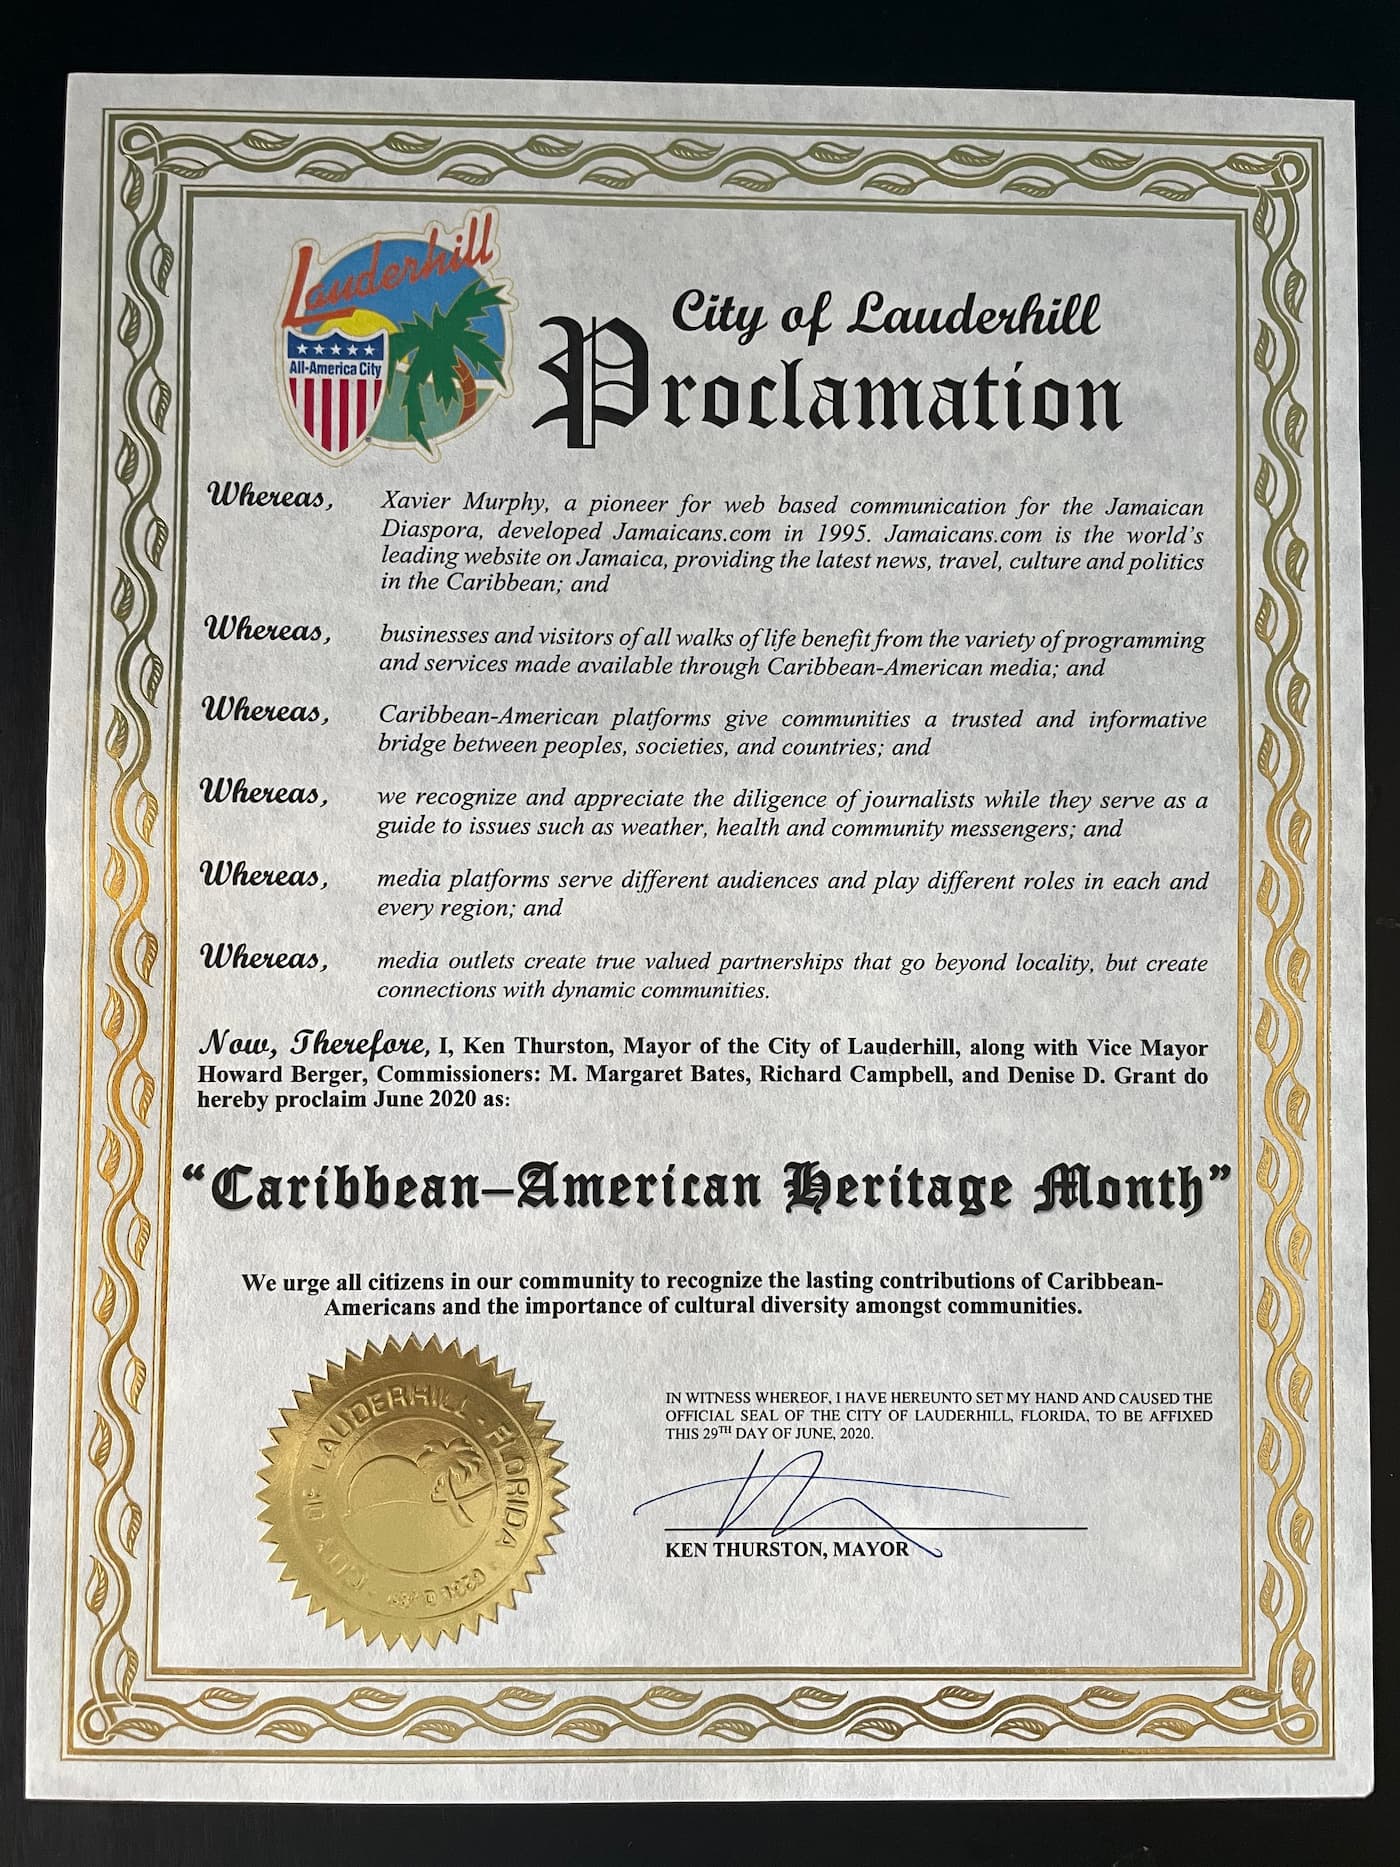 Lauderhill
All-America City
City of Lauderhill
Proclamation
Whereas, Xavier Murphy, a pioneer for web based communication for the Jamaican
Diaspora, developed Jamaicans.com in 1995. Jamaicans.com is the world's
leading website on Jamaica, providing the latest news, travel, culture and politics
in the Caribbean; and
Whereas, businesses and visitors of all walks of life benefit from the variety of programming
and services made available through Caribbean-American media; and
Whereas, Caribbean-American platforms give communities a trusted and informative
bridge between peoples, societies, and countries; and
Whereas, we recognize and appreciate the diligence of journalists while they serve as a
guide to issues such as weather, health and community messengers; and
Whereas, media platforms serve different audiences and play different roles in each and
every region; and
Whereas, media outlets create true valued partnerships that go beyond locality, but create
connections with dynamic communities.
Now, Therefore, I, Ken Thurston, Mayor of the City of Lauderhill, along with Vice Mayor
Howard Berger, Commissioners: M. Margaret Bates, Richard Campbell, and Denise D. Grant do
hereby proclaim June 2020 as:
"Caribbean–American Heritage Month"
We urge all citizens in our community to recognize the lasting contributions of Caribbean-
Americans and the importance of cultural diversity amongst communities.
CITY OF LAUDERHILL - FLORIDA
IN WITNESS WHEREOF, I HAVE HEREUNTO SET MY HAND AND CAUSED THE
OFFICIAL SEAL OF THE CITY OF LAUDERHILL, FLORIDA, TO BE AFFIXED
THIS 29TH DAY OF JUNE, 2020.
KEN THURSTON, MAYOR